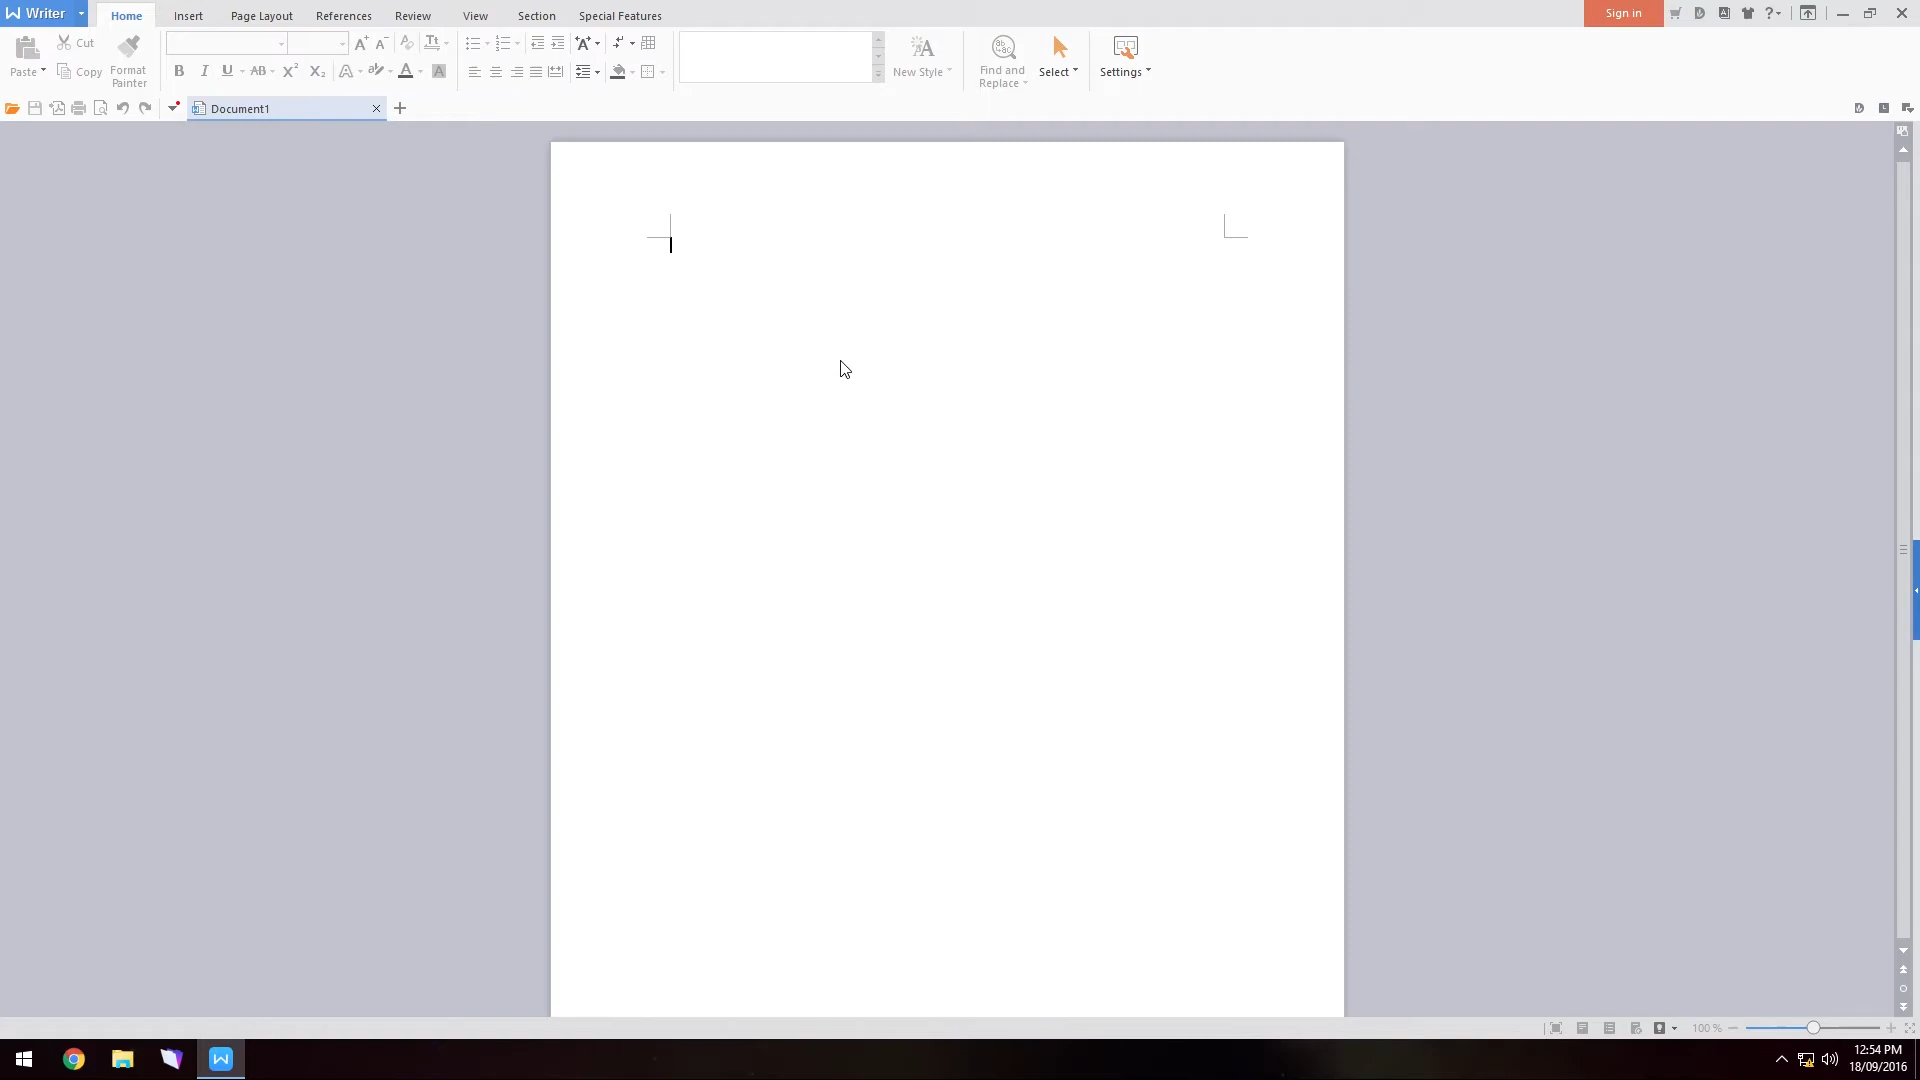 Writer Home Insert Page Layout References Review View Section Special Features Sign in
Paste Cut Copy Format Painter
New Style Find and Replace Select Settings
Document1
100 %
12:54 PM
18/09/2016